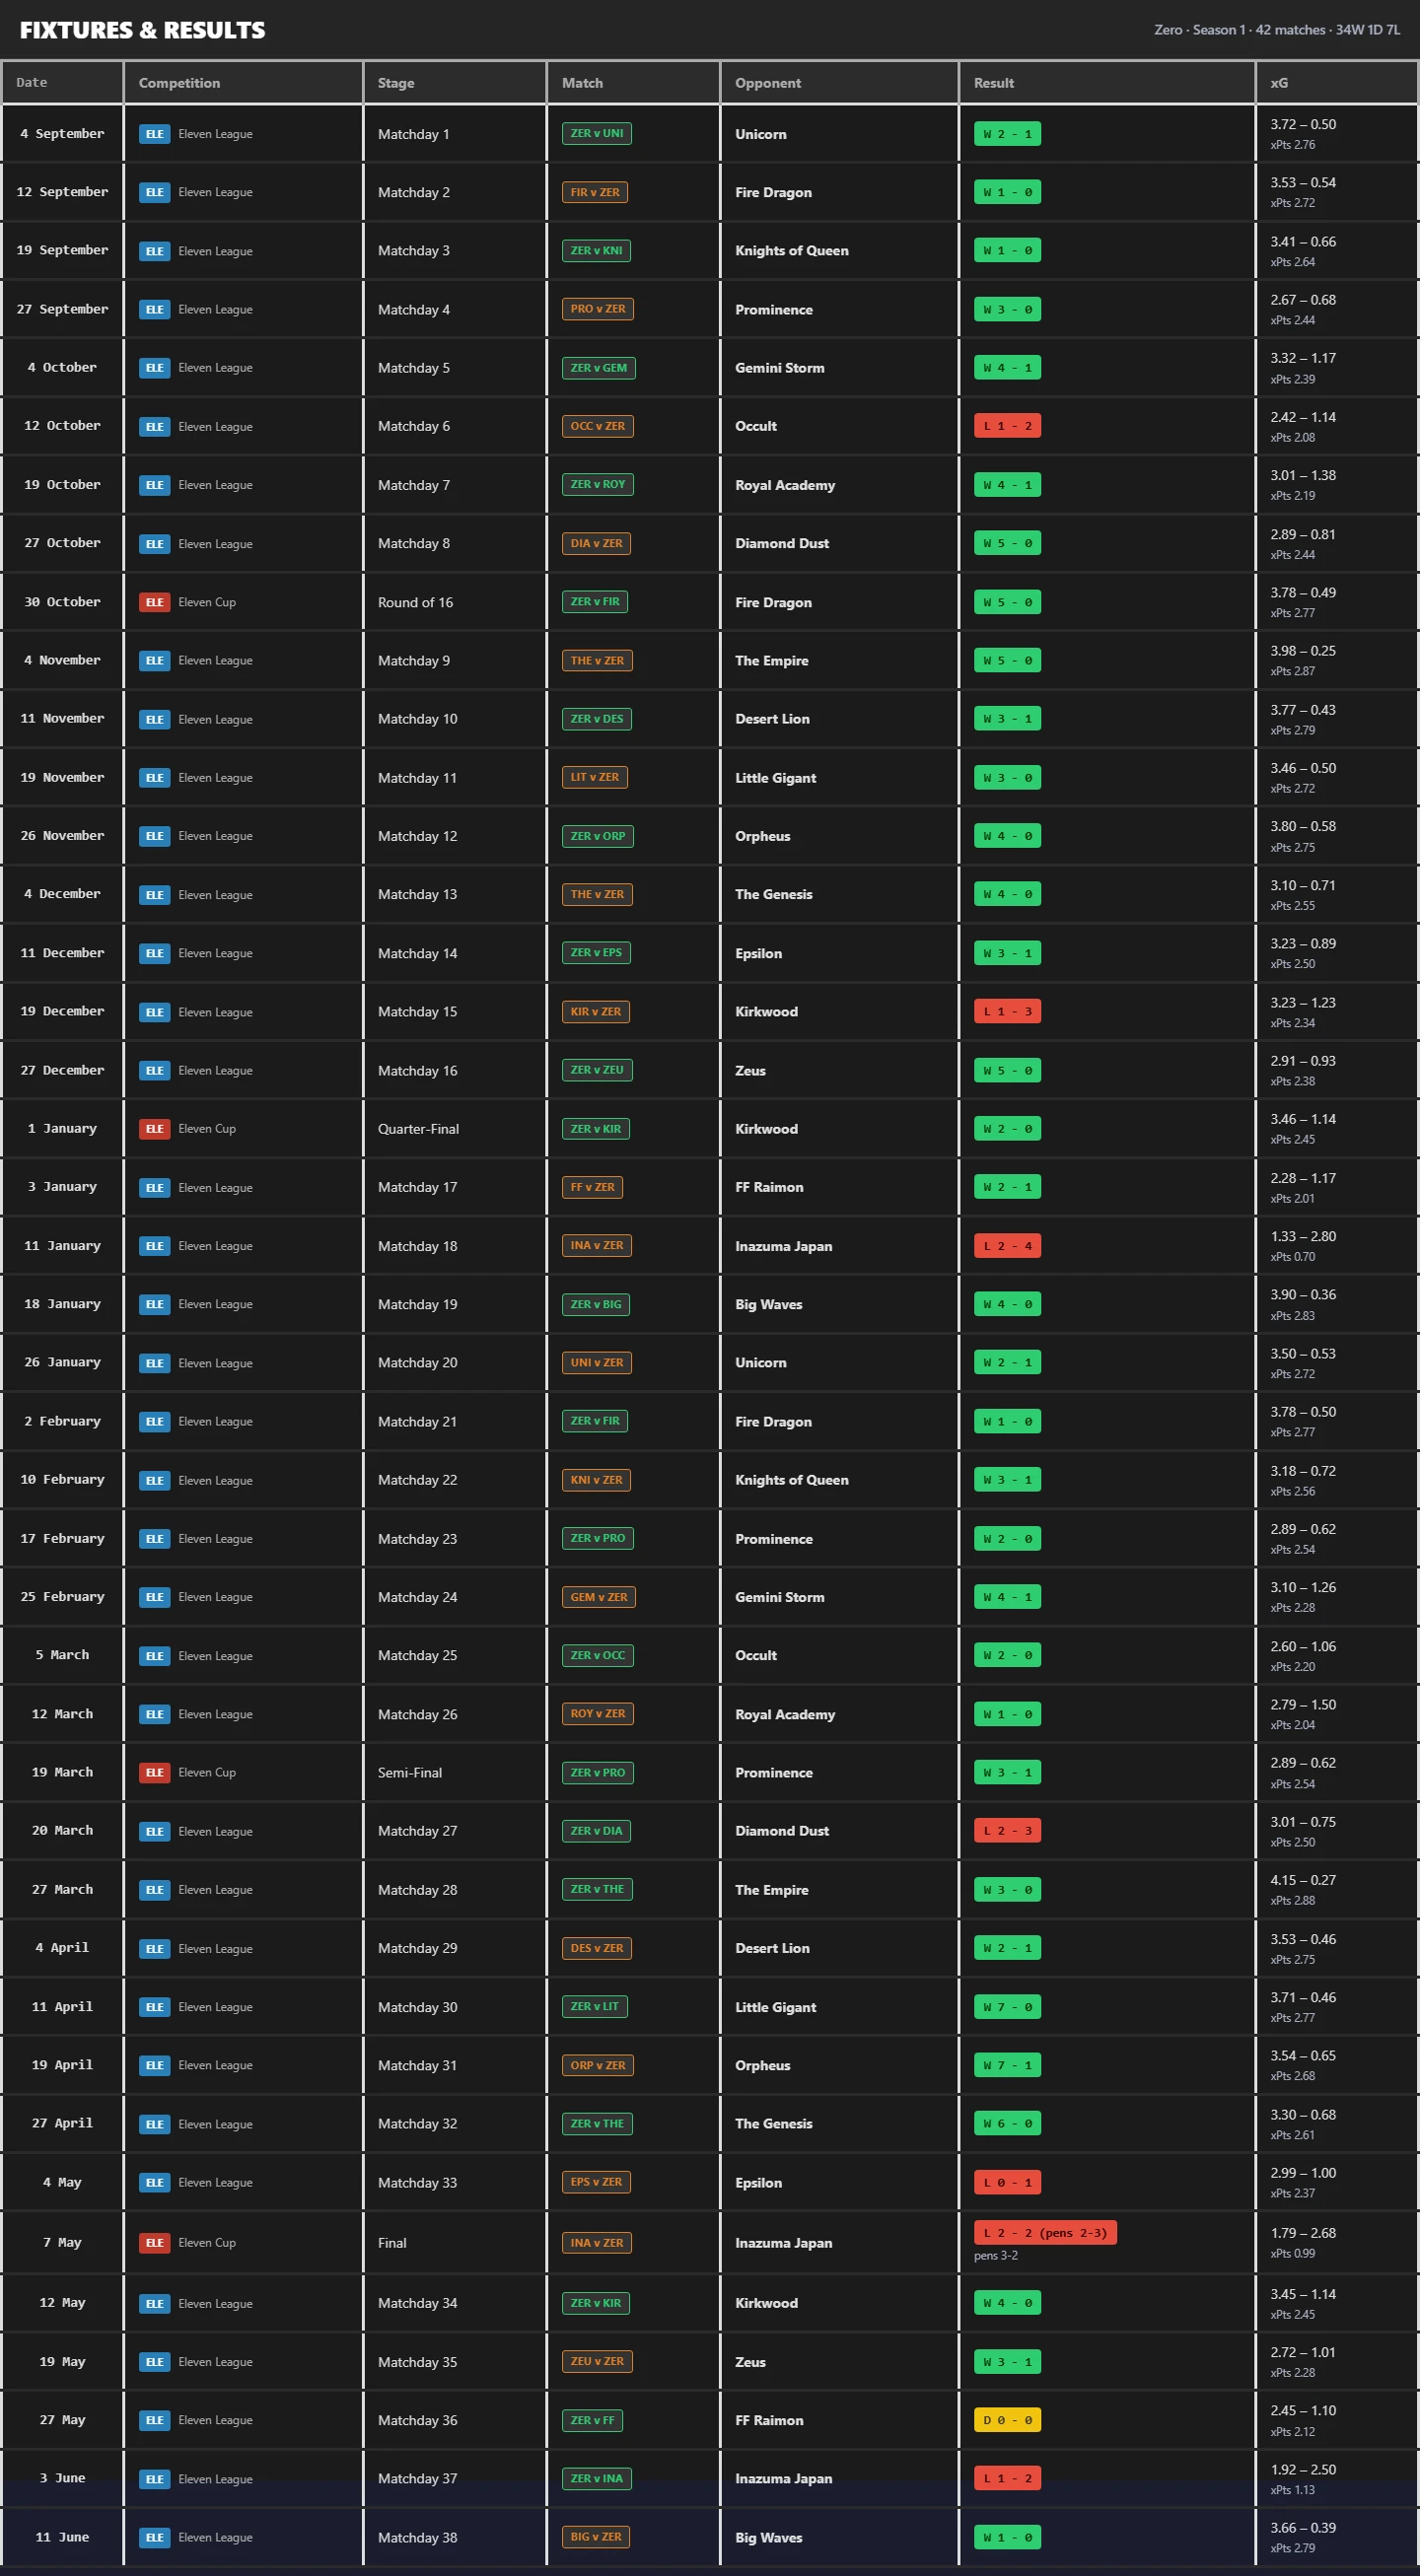 FIXTURES & RESULTS
Zero · Season 1 · 42 matches · 34W 1D 7L
Date Competition Stage Match Opponent Result xG
4 September ELE Eleven League Matchday 1 ZER v UNI Unicorn W 2 - 1 3.72 – 0.50
xPts 2.76
12 September ELE Eleven League Matchday 2 FIR v ZER Fire Dragon W 1 - 0 3.53 – 0.54
xPts 2.72
19 September ELE Eleven League Matchday 3 ZER v KNI Knights of Queen W 1 - 0 3.41 – 0.66
xPts 2.64
27 September ELE Eleven League Matchday 4 PRO v ZER Prominence W 3 - 0 2.67 – 0.68
xPts 2.44
4 October ELE Eleven League Matchday 5 ZER v GEM Gemini Storm W 4 - 1 3.32 – 1.17
xPts 2.39
12 October ELE Eleven League Matchday 6 OCC v ZER Occult L 1 - 2 2.42 – 1.14
xPts 2.08
19 October ELE Eleven League Matchday 7 ZER v ROY Royal Academy W 4 - 1 3.01 – 1.38
xPts 2.19
27 October ELE Eleven League Matchday 8 DIA v ZER Diamond Dust W 5 - 0 2.89 – 0.81
xPts 2.44
30 October ELE Eleven Cup Round of 16 ZER v FIR Fire Dragon W 5 - 0 3.78 – 0.49
xPts 2.77
4 November ELE Eleven League Matchday 9 THE v ZER The Empire W 5 - 0 3.98 – 0.25
xPts 2.87
11 November ELE Eleven League Matchday 10 ZER v DES Desert Lion W 3 - 1 3.77 – 0.43
xPts 2.79
19 November ELE Eleven League Matchday 11 LIT v ZER Little Gigant W 3 - 0 3.46 – 0.50
xPts 2.72
26 November ELE Eleven League Matchday 12 ZER v ORP Orpheus W 4 - 0 3.80 – 0.58
xPts 2.75
4 December ELE Eleven League Matchday 13 THE v ZER The Genesis W 4 - 0 3.10 – 0.71
xPts 2.55
11 December ELE Eleven League Matchday 14 ZER v EPS Epsilon W 3 - 1 3.23 – 0.89
xPts 2.50
19 December ELE Eleven League Matchday 15 KIR v ZER Kirkwood L 1 - 3 3.23 – 1.23
xPts 2.34
27 December ELE Eleven League Matchday 16 ZER v ZEU Zeus W 5 - 0 2.91 – 0.93
xPts 2.38
1 January ELE Eleven Cup Quarter-Final ZER v KIR Kirkwood W 2 - 0 3.46 – 1.14
xPts 2.45
3 January ELE Eleven League Matchday 17 FF v ZER FF Raimon W 2 - 1 2.28 – 1.17
xPts 2.01
11 January ELE Eleven League Matchday 18 INA v ZER Inazuma Japan L 2 - 4 1.33 – 2.80
xPts 0.70
18 January ELE Eleven League Matchday 19 ZER v BIG Big Waves W 4 - 0 3.90 – 0.36
xPts 2.83
26 January ELE Eleven League Matchday 20 UNI v ZER Unicorn W 2 - 1 3.50 – 0.53
xPts 2.72
2 February ELE Eleven League Matchday 21 ZER v FIR Fire Dragon W 1 - 0 3.78 – 0.50
xPts 2.77
10 February ELE Eleven League Matchday 22 KNI v ZER Knights of Queen W 3 - 1 3.18 – 0.72
xPts 2.56
17 February ELE Eleven League Matchday 23 ZER v PRO Prominence W 2 - 0 2.89 – 0.62
xPts 2.54
25 February ELE Eleven League Matchday 24 GEM v ZER Gemini Storm W 4 - 1 3.10 – 1.26
xPts 2.28
5 March ELE Eleven League Matchday 25 ZER v OCC Occult W 2 - 0 2.60 – 1.06
xPts 2.20
12 March ELE Eleven League Matchday 26 ROY v ZER Royal Academy W 1 - 0 2.79 – 1.50
xPts 2.04
19 March ELE Eleven Cup Semi-Final ZER v PRO Prominence W 3 - 1 2.89 – 0.62
xPts 2.54
20 March ELE Eleven League Matchday 27 ZER v DIA Diamond Dust L 2 - 3 3.01 – 0.75
xPts 2.50
27 March ELE Eleven League Matchday 28 ZER v THE The Empire W 3 - 0 4.15 – 0.27
xPts 2.88
4 April ELE Eleven League Matchday 29 DES v ZER Desert Lion W 2 - 1 3.53 – 0.46
xPts 2.75
11 April ELE Eleven League Matchday 30 ZER v LIT Little Gigant W 7 - 0 3.71 – 0.46
xPts 2.77
19 April ELE Eleven League Matchday 31 ORP v ZER Orpheus W 7 - 1 3.54 – 0.65
xPts 2.68
27 April ELE Eleven League Matchday 32 ZER v THE The Genesis W 6 - 0 3.30 – 0.68
xPts 2.61
4 May ELE Eleven League Matchday 33 EPS v ZER Epsilon L 0 - 1 2.99 – 1.00
xPts 2.37
7 May ELE Eleven Cup Final INA v ZER Inazuma Japan L 2 - 2 (pens 2-3) 1.79 – 2.68
pens 3-2 xPts 0.99
12 May ELE Eleven League Matchday 34 ZER v KIR Kirkwood W 4 - 0 3.45 – 1.14
xPts 2.45
19 May ELE Eleven League Matchday 35 ZEU v ZER Zeus W 3 - 1 2.72 – 1.01
xPts 2.28
27 May ELE Eleven League Matchday 36 ZER v FF FF Raimon D 0 - 0 2.45 – 1.10
xPts 2.12
3 June ELE Eleven League Matchday 37 ZER v INA Inazuma Japan L 1 - 2 1.92 – 2.50
xPts 1.13
11 June ELE Eleven League Matchday 38 BIG v ZER Big Waves W 1 - 0 3.66 – 0.39
xPts 2.79